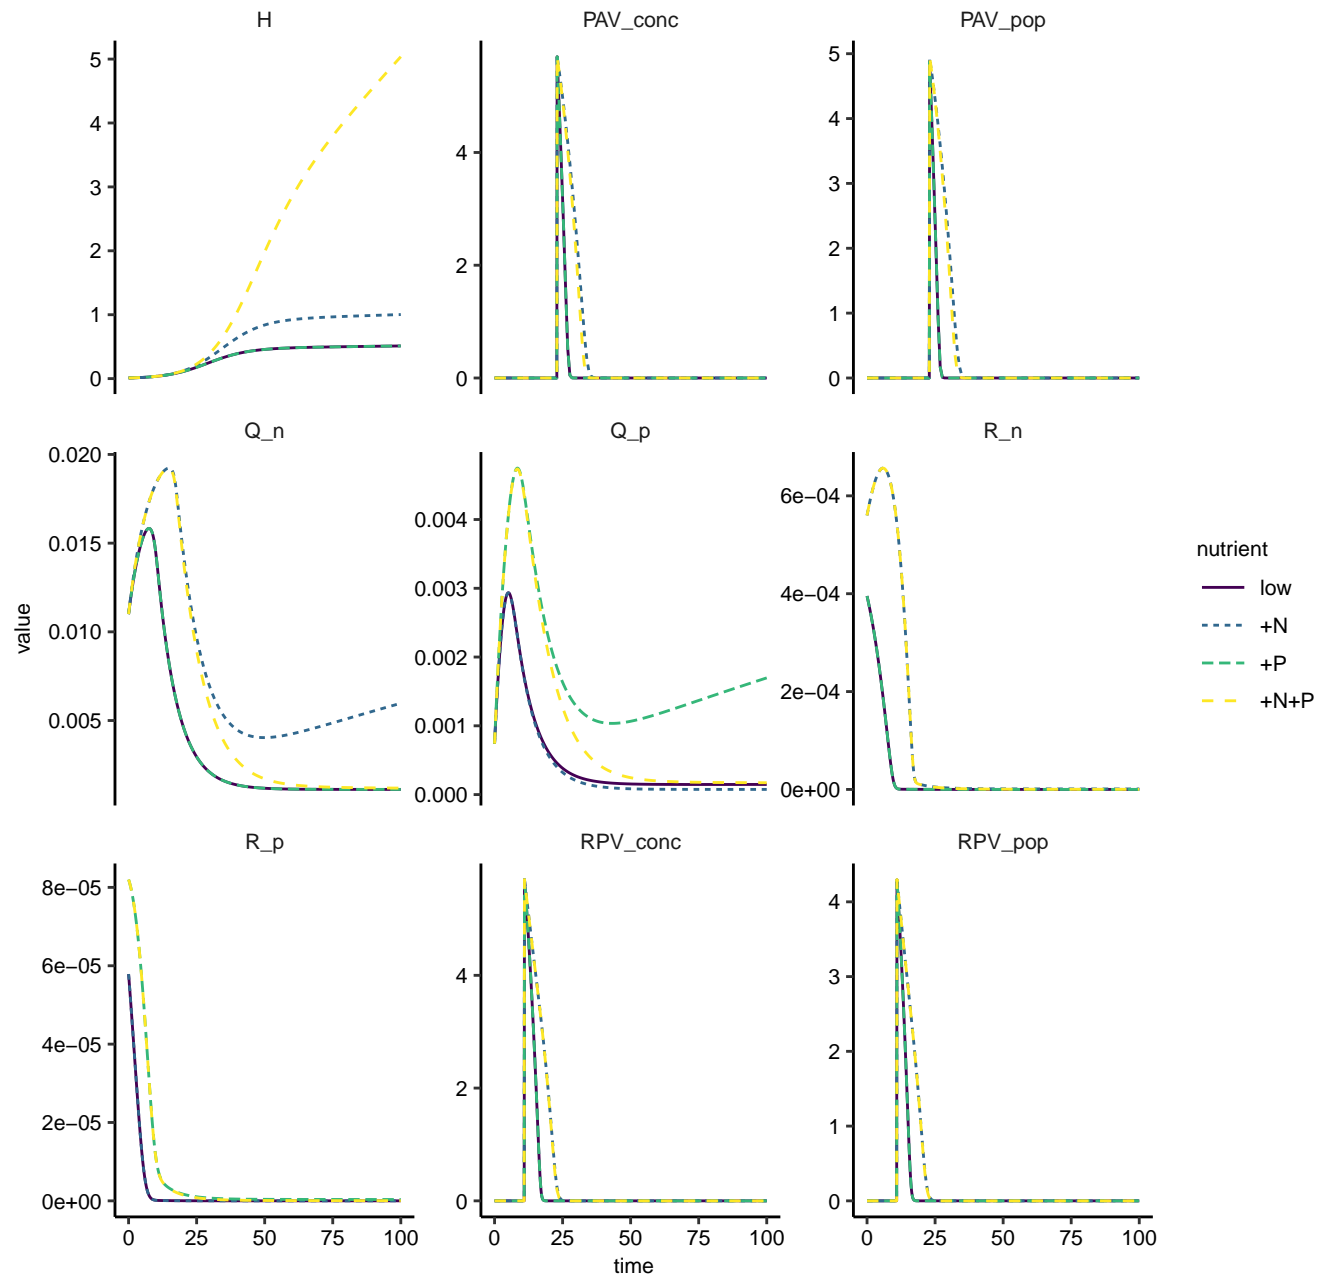 H PAV_conc PAV_pop
5
4
3
2
1
0
4
2
0
5
4
3
2
1
0
Q_n Q_p R_n
0.020
0.015
0.010
0.005
0.004
0.003
0.002
0.001
0.000
6e−04
4e−04
2e−04
0e+00
R_p RPV_conc RPV_pop
8e−05
6e−05
4e−05
2e−05
0e+00
4
2
0
4
3
2
1
0
0 25 50 75 100
0 25 50 75 100
0 25 50 75 100
time
value
nutrient
low
+N
+P
+N+P